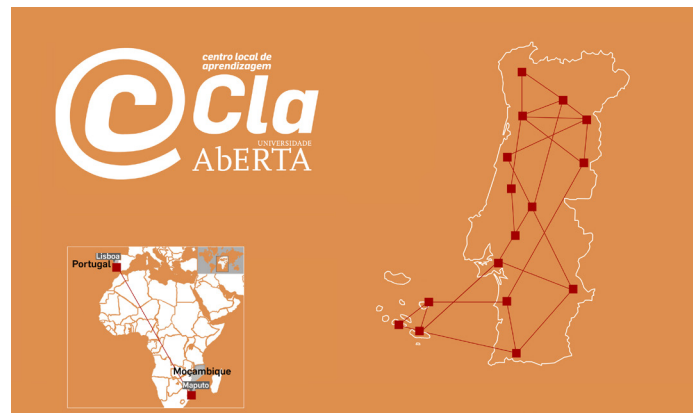 centro local de
aprendizagem
@Cla
UNIVERSIDADE
AbERTA
Lisboa
Portugal
Moçambique
Maputo